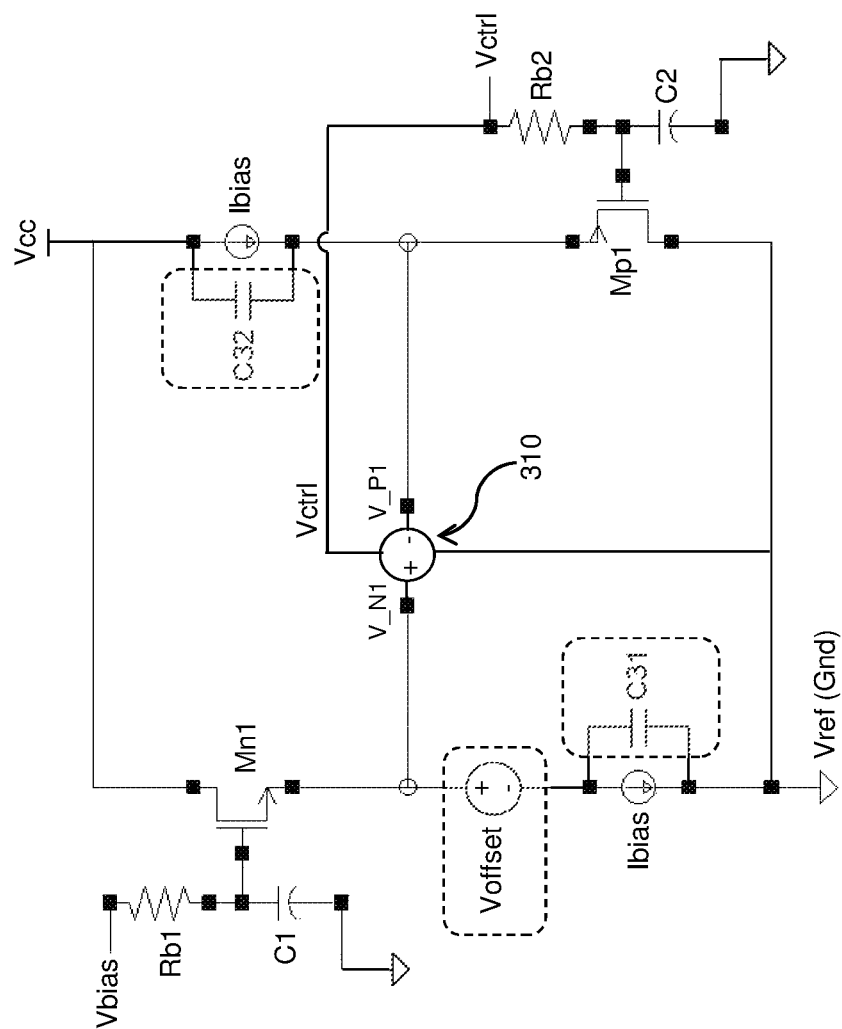 Vcc
Vctrl
Ibias
Rb2
C32
C2
Mp1
Vctrl
V_P1
310
-
+
V_N1
Mn1
C31
Vbias
Rb1
C1
Voffset
+
-
Ibias
Vref (Gnd)